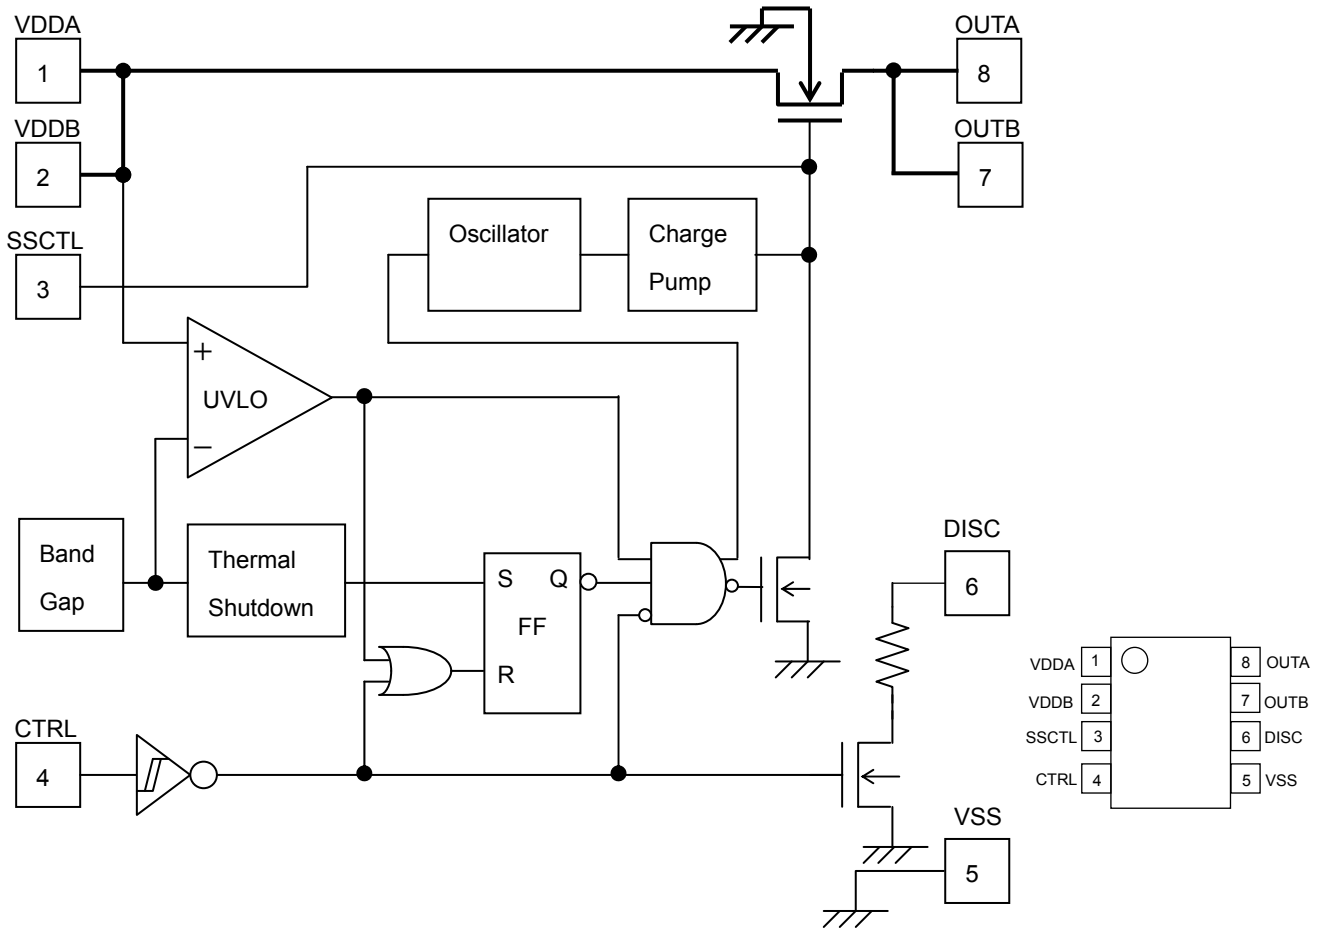 VDDA
1
VDDB
2
SSCTL
3
OUTA
8
OUTB
7
Oscillator
Charge
Pump
+
UVLO
−
Band
Gap
Thermal
Shutdown
S Q
FF
R
DISC
6
CTRL
4
VSS
5
VDDA 1
VDDB 2
SSCTL 3
CTRL 4
8 OUTA
7 OUTB
6 DISC
5 VSS